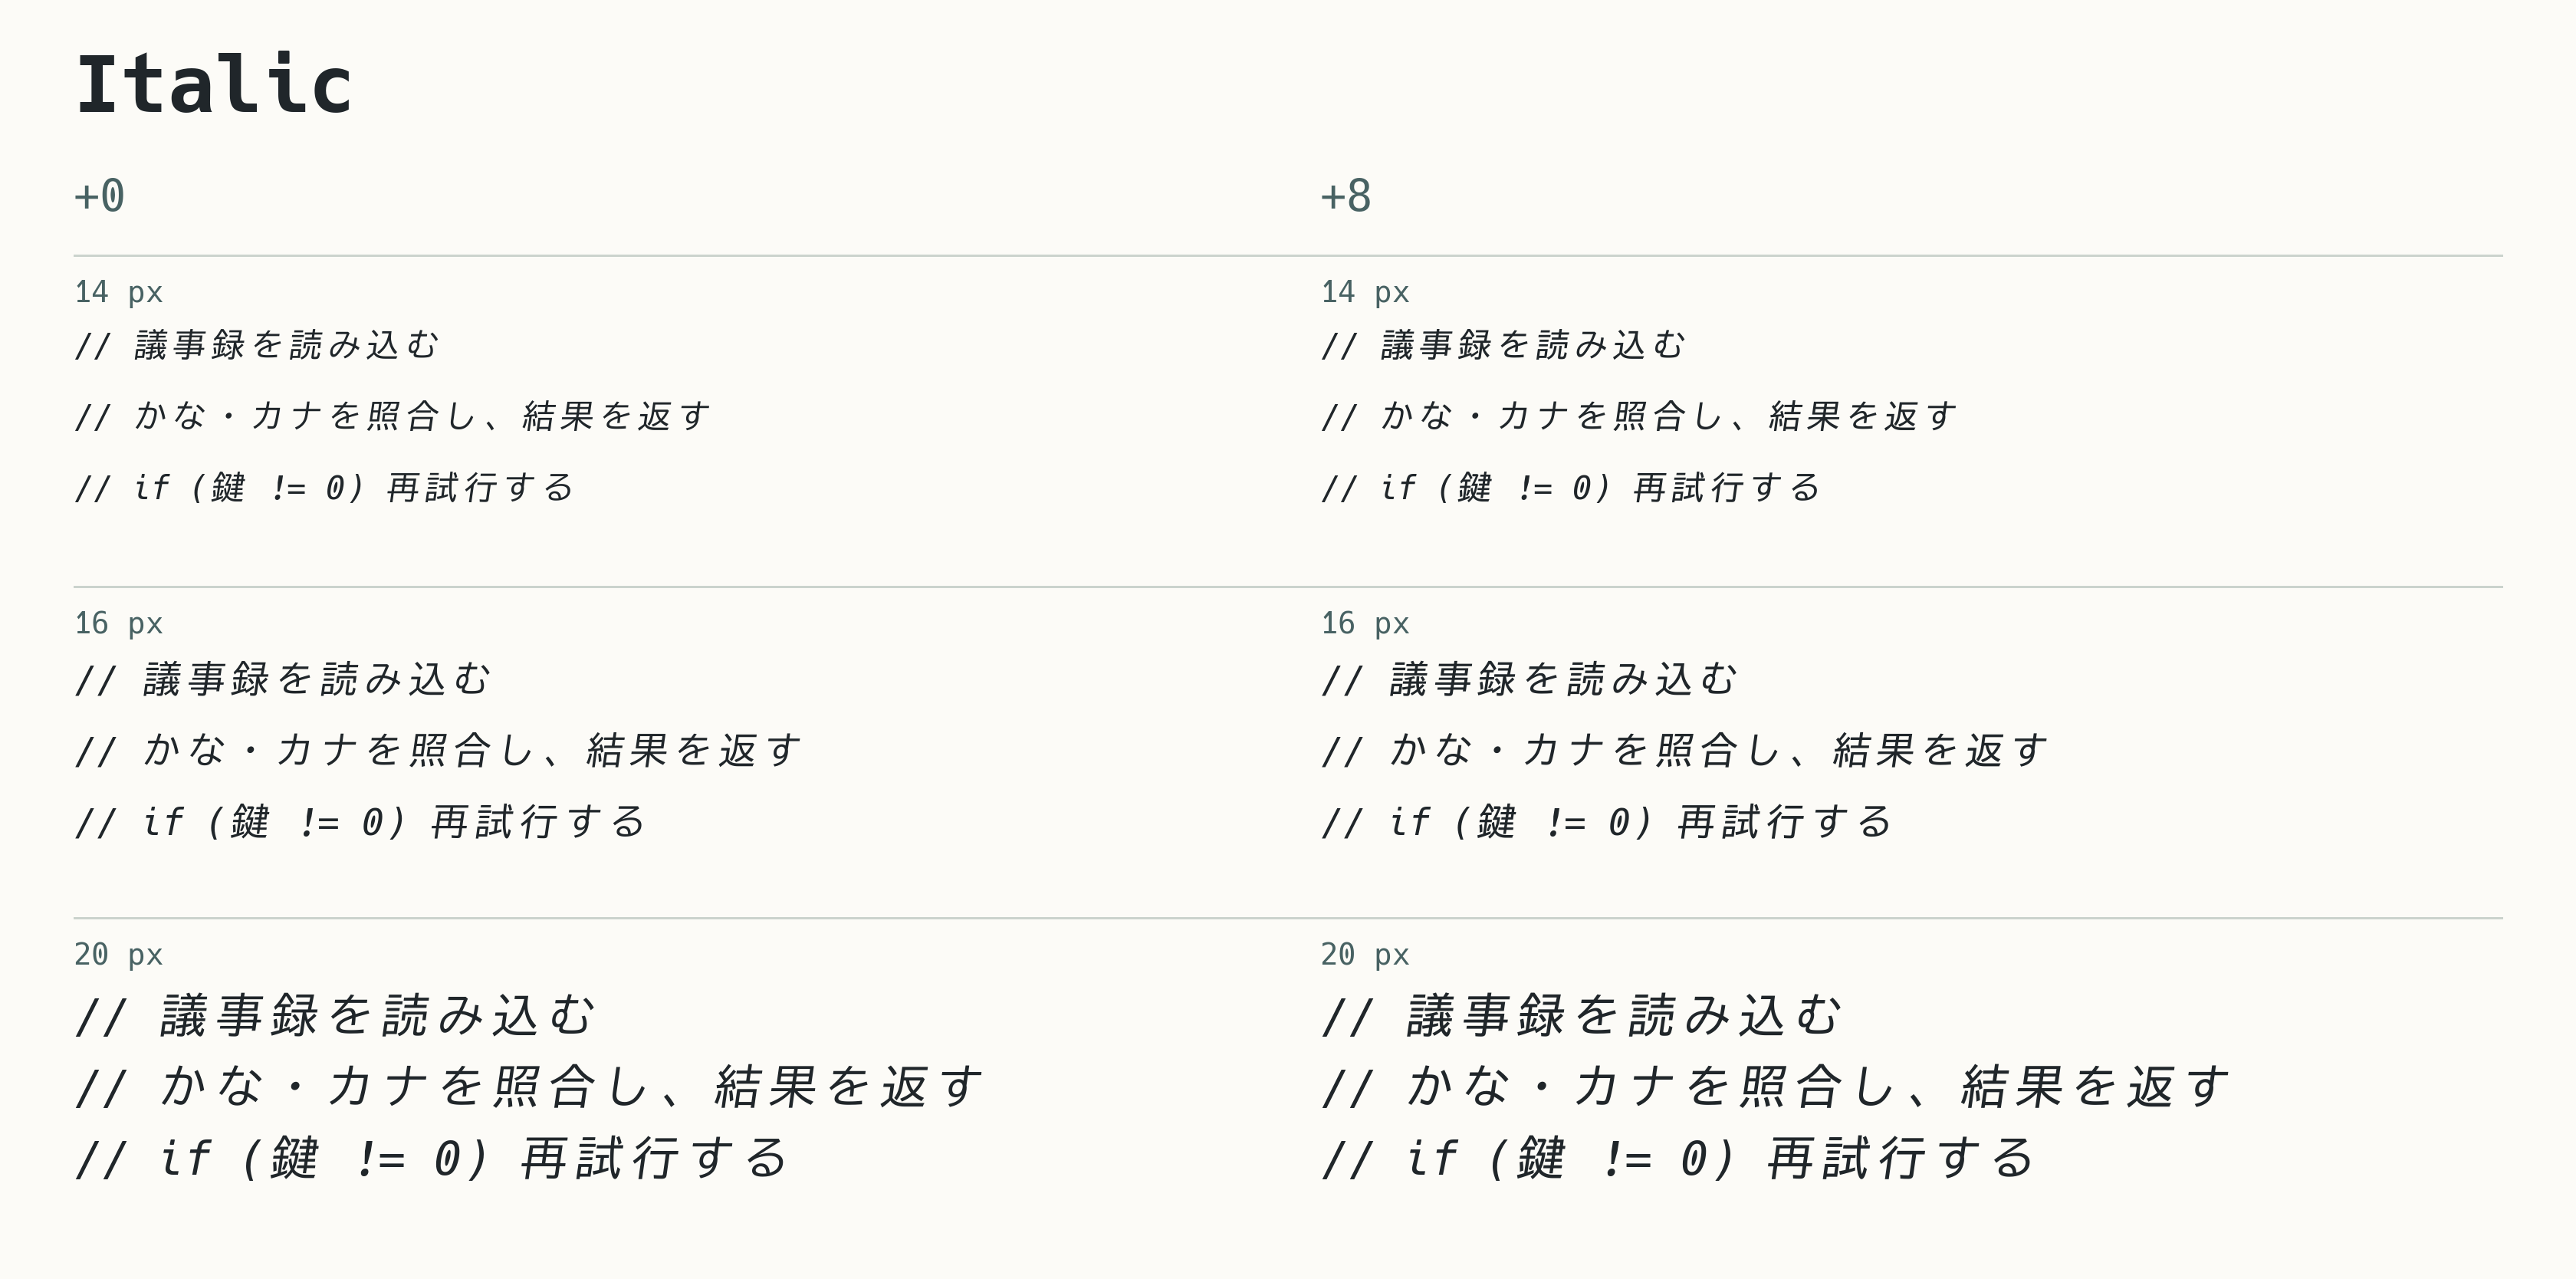 Italic
+0
+8
14 px
14 px
// 議事録を読み込む
// 議事録を読み込む
// かな・カナを照合し、結果を返す
// かな・カナを照合し、結果を返す
// if (鍵 != 0) 再試行する
// if (鍵 != 0) 再試行する
16 px
16 px
// 議事録を読み込む
// 議事録を読み込む
// かな・カナを照合し、結果を返す
// かな・カナを照合し、結果を返す
// if (鍵 != 0) 再試行する
// if (鍵 != 0) 再試行する
20 px
20 px
// 議事録を読み込む
// 議事録を読み込む
// かな・カナを照合し、結果を返す
// かな・カナを照合し、結果を返す
// if (鍵 != 0) 再試行する
// if (鍵 != 0) 再試行する